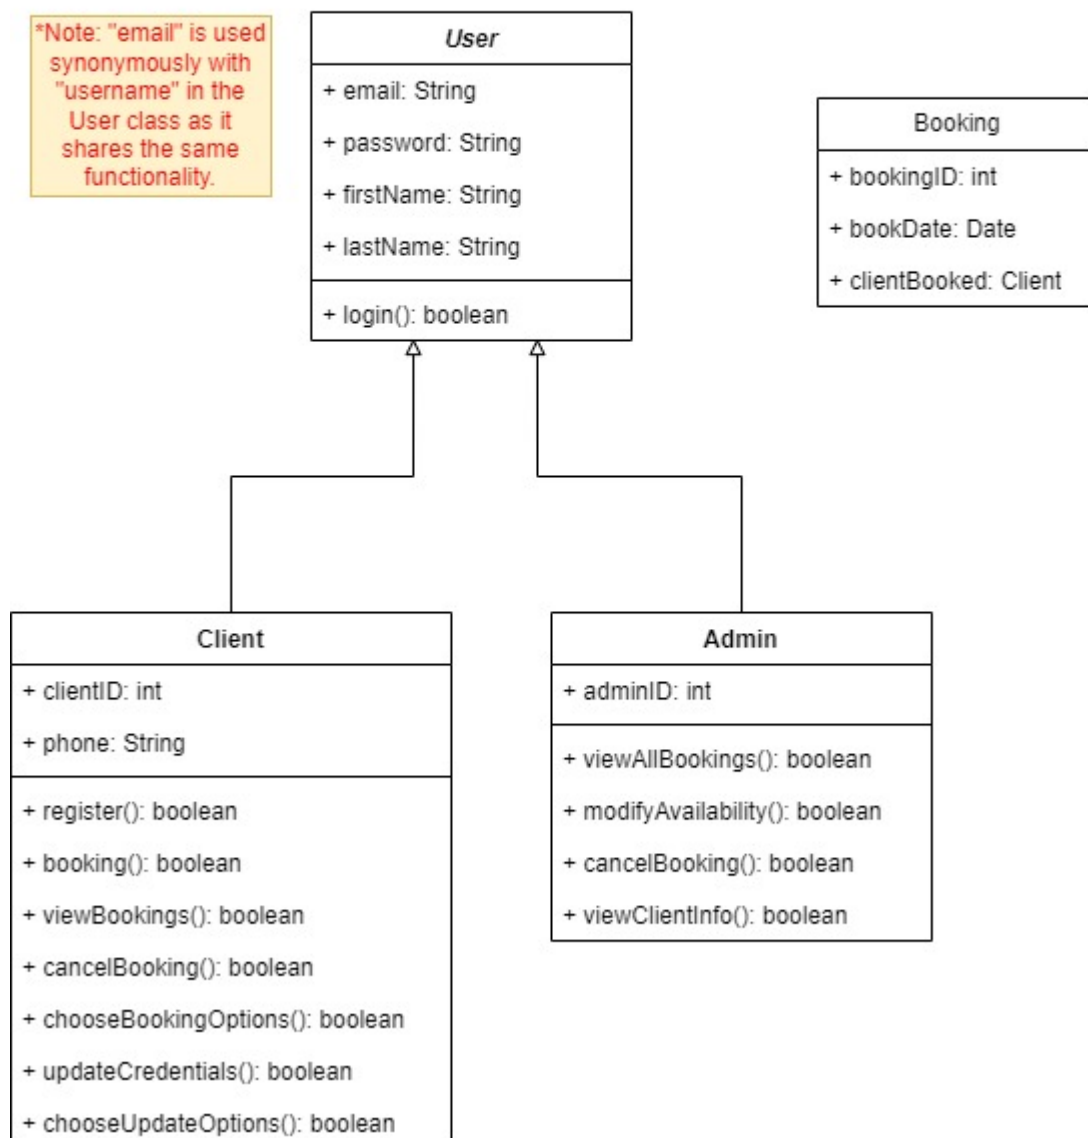 *Note: "email" is used
synonymously with
"username" in the
User class as it
shares the same
functionality.
User
+ email: String
+ password: String
+ firstName: String
+ lastName: String
+ login(): boolean
Booking
+ bookingID: int
+ bookDate: Date
+ clientBooked: Client
Client
+ clientID: int
+ phone: String
+ register(): boolean
+ booking(): boolean
+ viewBookings(): boolean
+ cancelBooking(): boolean
+ chooseBookingOptions(): boolean
+ updateCredentials(): boolean
+ chooseUpdateOptions(): boolean
Admin
+ adminID: int
+ viewAllBookings(): boolean
+ modifyAvailability(): boolean
+ cancelBooking(): boolean
+ viewClientInfo(): boolean